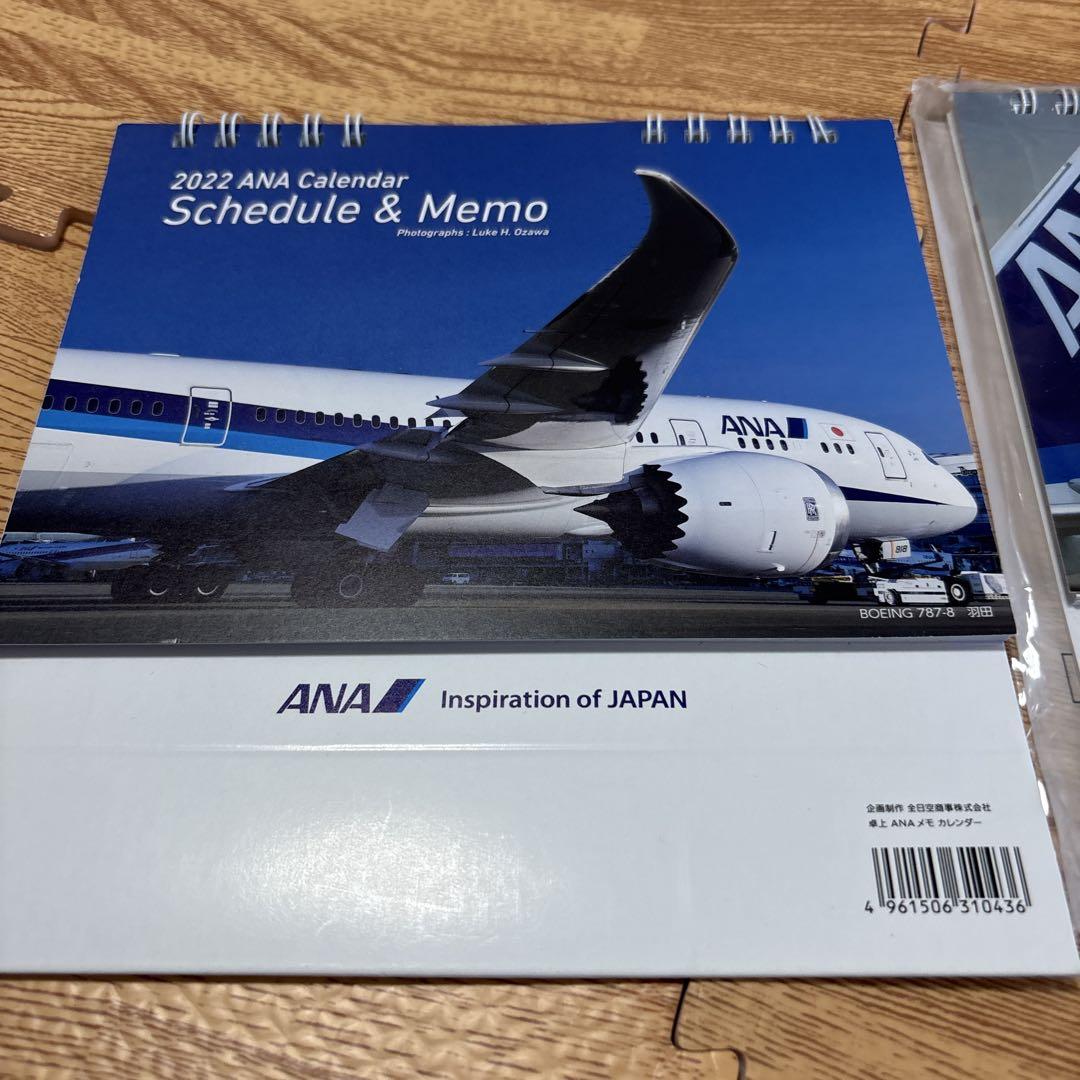 2022 ANA Calendar
Schedule & Memo
Photographs : Luke H. Ozawa
ANA
818
BOEING 787-8 羽田
ANA Inspiration of JAPAN
企画制作 全日空商事株式会社
卓上 ANAメモ カレンダー
4 961506 310436
AN